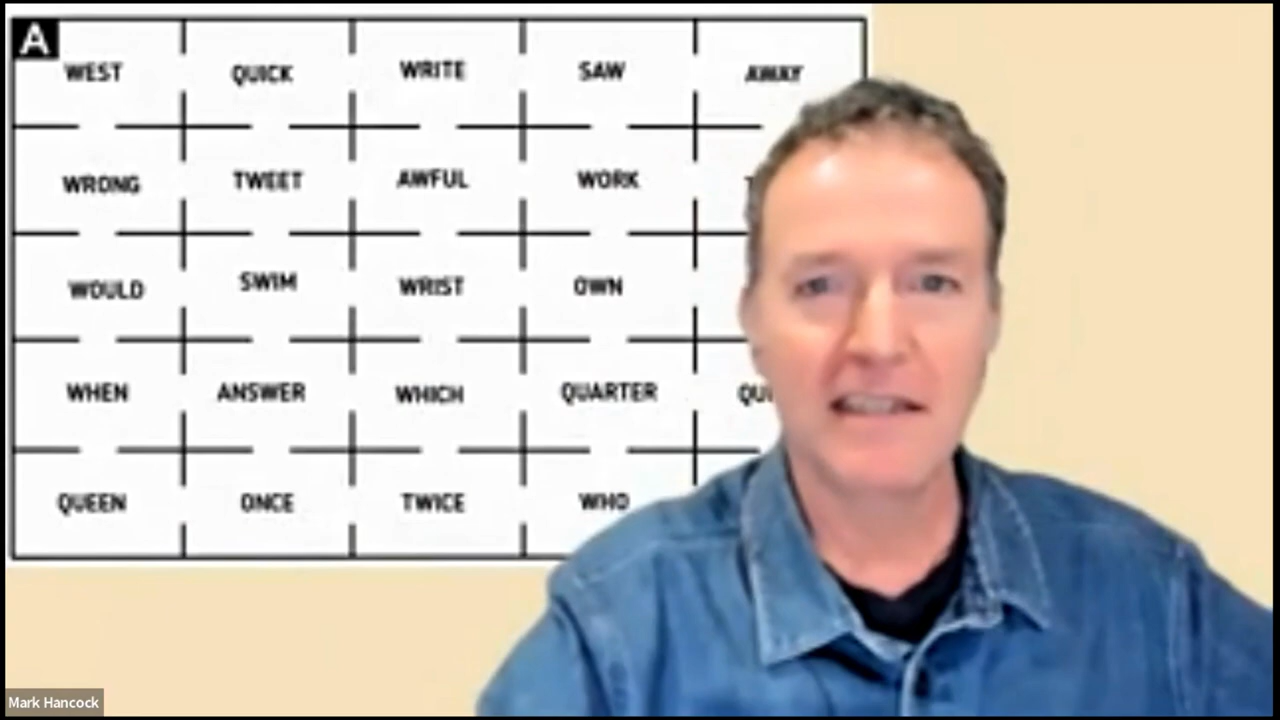 A
WEST QUICK WRITE SAW AWAY
WRONG TWEET AWFUL WORK
WOULD SWIM WRIST OWN
WHEN ANSWER WHICH QUARTER
QUEEN ONCE TWICE WHO
Mark Hancock